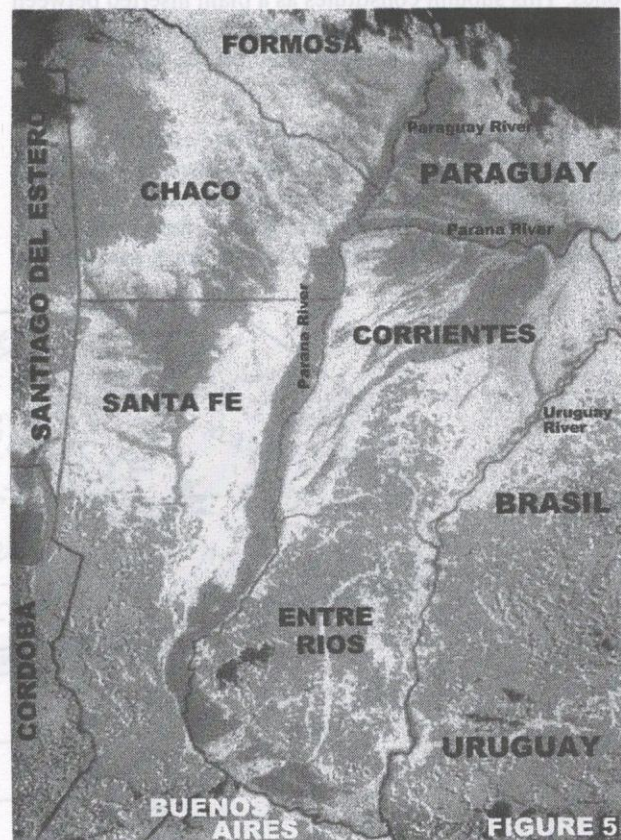 FORMOSA
Paraguay River
PARAGUAY
CHACO
SANTIAGO DEL ESTERO
Parana River
Parana River
CORRIENTES
SANTA FE
Uruguay
River
BRASIL
ENTRE
RIOS
CORDOBA
URUGUAY
BUENOS
AIRES
FIGURE 5